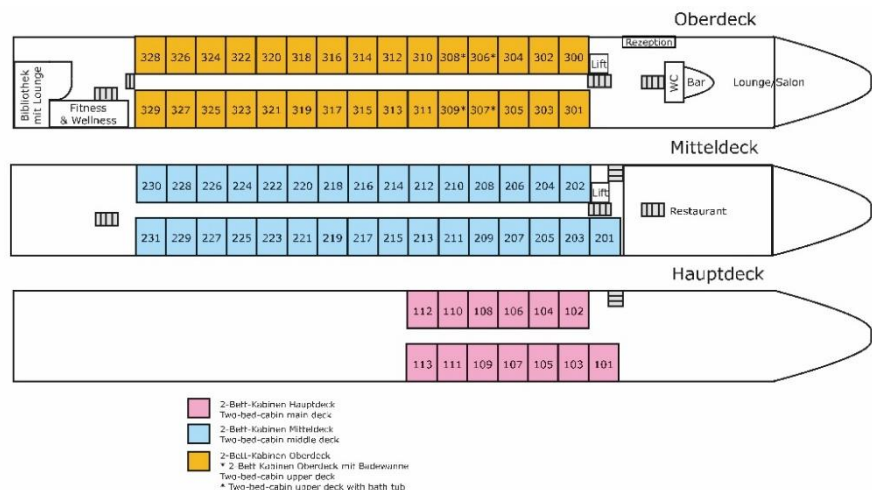 Oberdeck
Rezeption
328 326 324 322 320 318 316 314 312 310 308* 306* 304 302 300
Lift
Bibliothek
mit Lounge
WC
Bar
Lounge/Salon
Fitness
& Wellness
329 327 325 323 321 319 317 315 313 311 309* 307* 305 303 301
Mitteldeck
230 228 226 224 222 220 218 216 214 212 210 208 206 204 202
Lift
Restaurant
231 229 227 225 223 221 219 217 215 213 211 209 207 205 203 201
Hauptdeck
112 110 108 106 104 102
113 111 109 107 105 103 101
2-Bett-Kabinen Hauptdeck
Two-bed-cabin main deck
2-Bett-Kabinen Mitteldeck
Two-bed-cabin middle deck
2-Bett-Kabinen Oberdeck
* 2 Bett Kabinen Oberdeck mit Badewanne
Two-bed-cabin upper deck
* Two-bed-cabin upper deck with bath tub